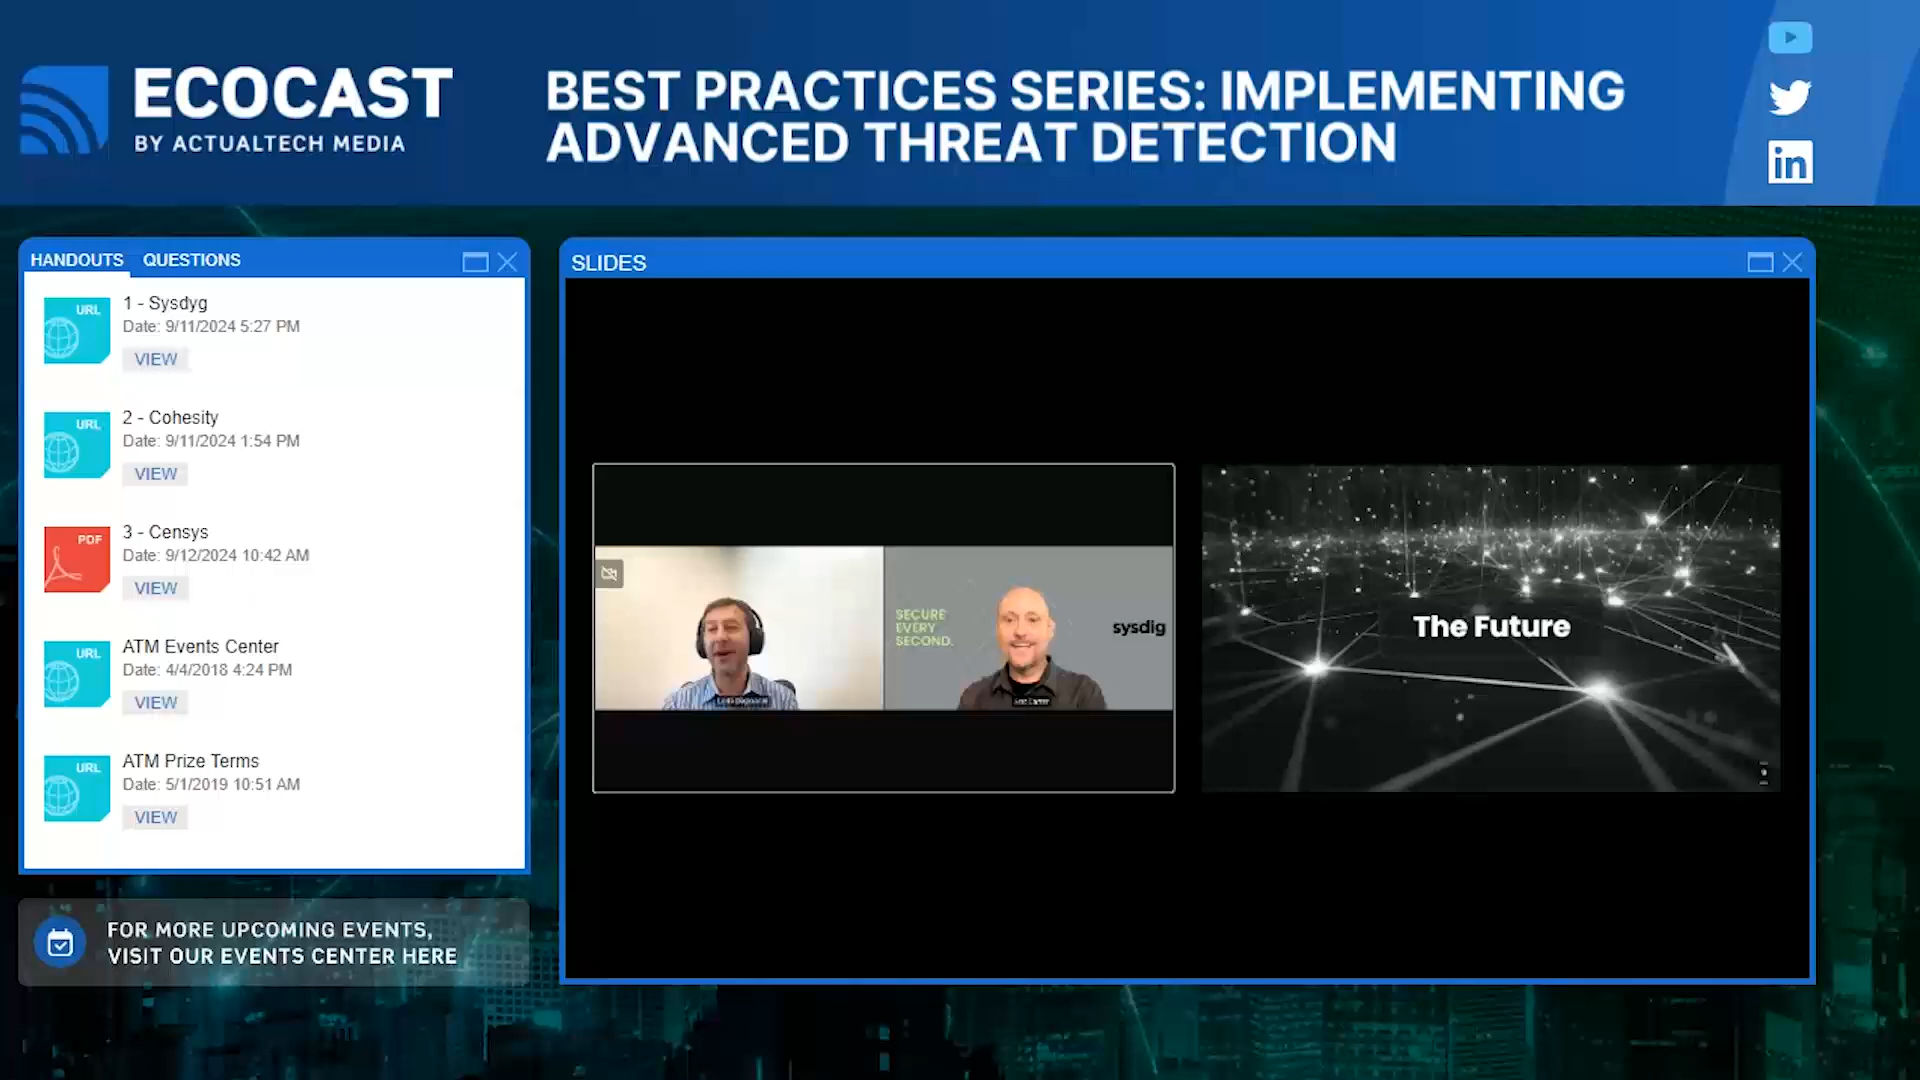 ECOCAST
BY ACTUALTECH MEDIA
BEST PRACTICES SERIES: IMPLEMENTING
ADVANCED THREAT DETECTION
in
HANDOUTS QUESTIONS
URL
1 - Sysdyg
Date: 9/11/2024 5:27 PM
VIEW
URL
2 - Cohesity
Date: 9/11/2024 1:54 PM
VIEW
PDF
3 - Censys
Date: 9/12/2024 10:42 AM
VIEW
URL
ATM Events Center
Date: 4/4/2018 4:24 PM
VIEW
URL
ATM Prize Terms
Date: 5/1/2019 10:51 AM
VIEW
FOR MORE UPCOMING EVENTS,
VISIT OUR EVENTS CENTER HERE
SLIDES
SECURE
EVERY
SECOND.
sysdig
The Future